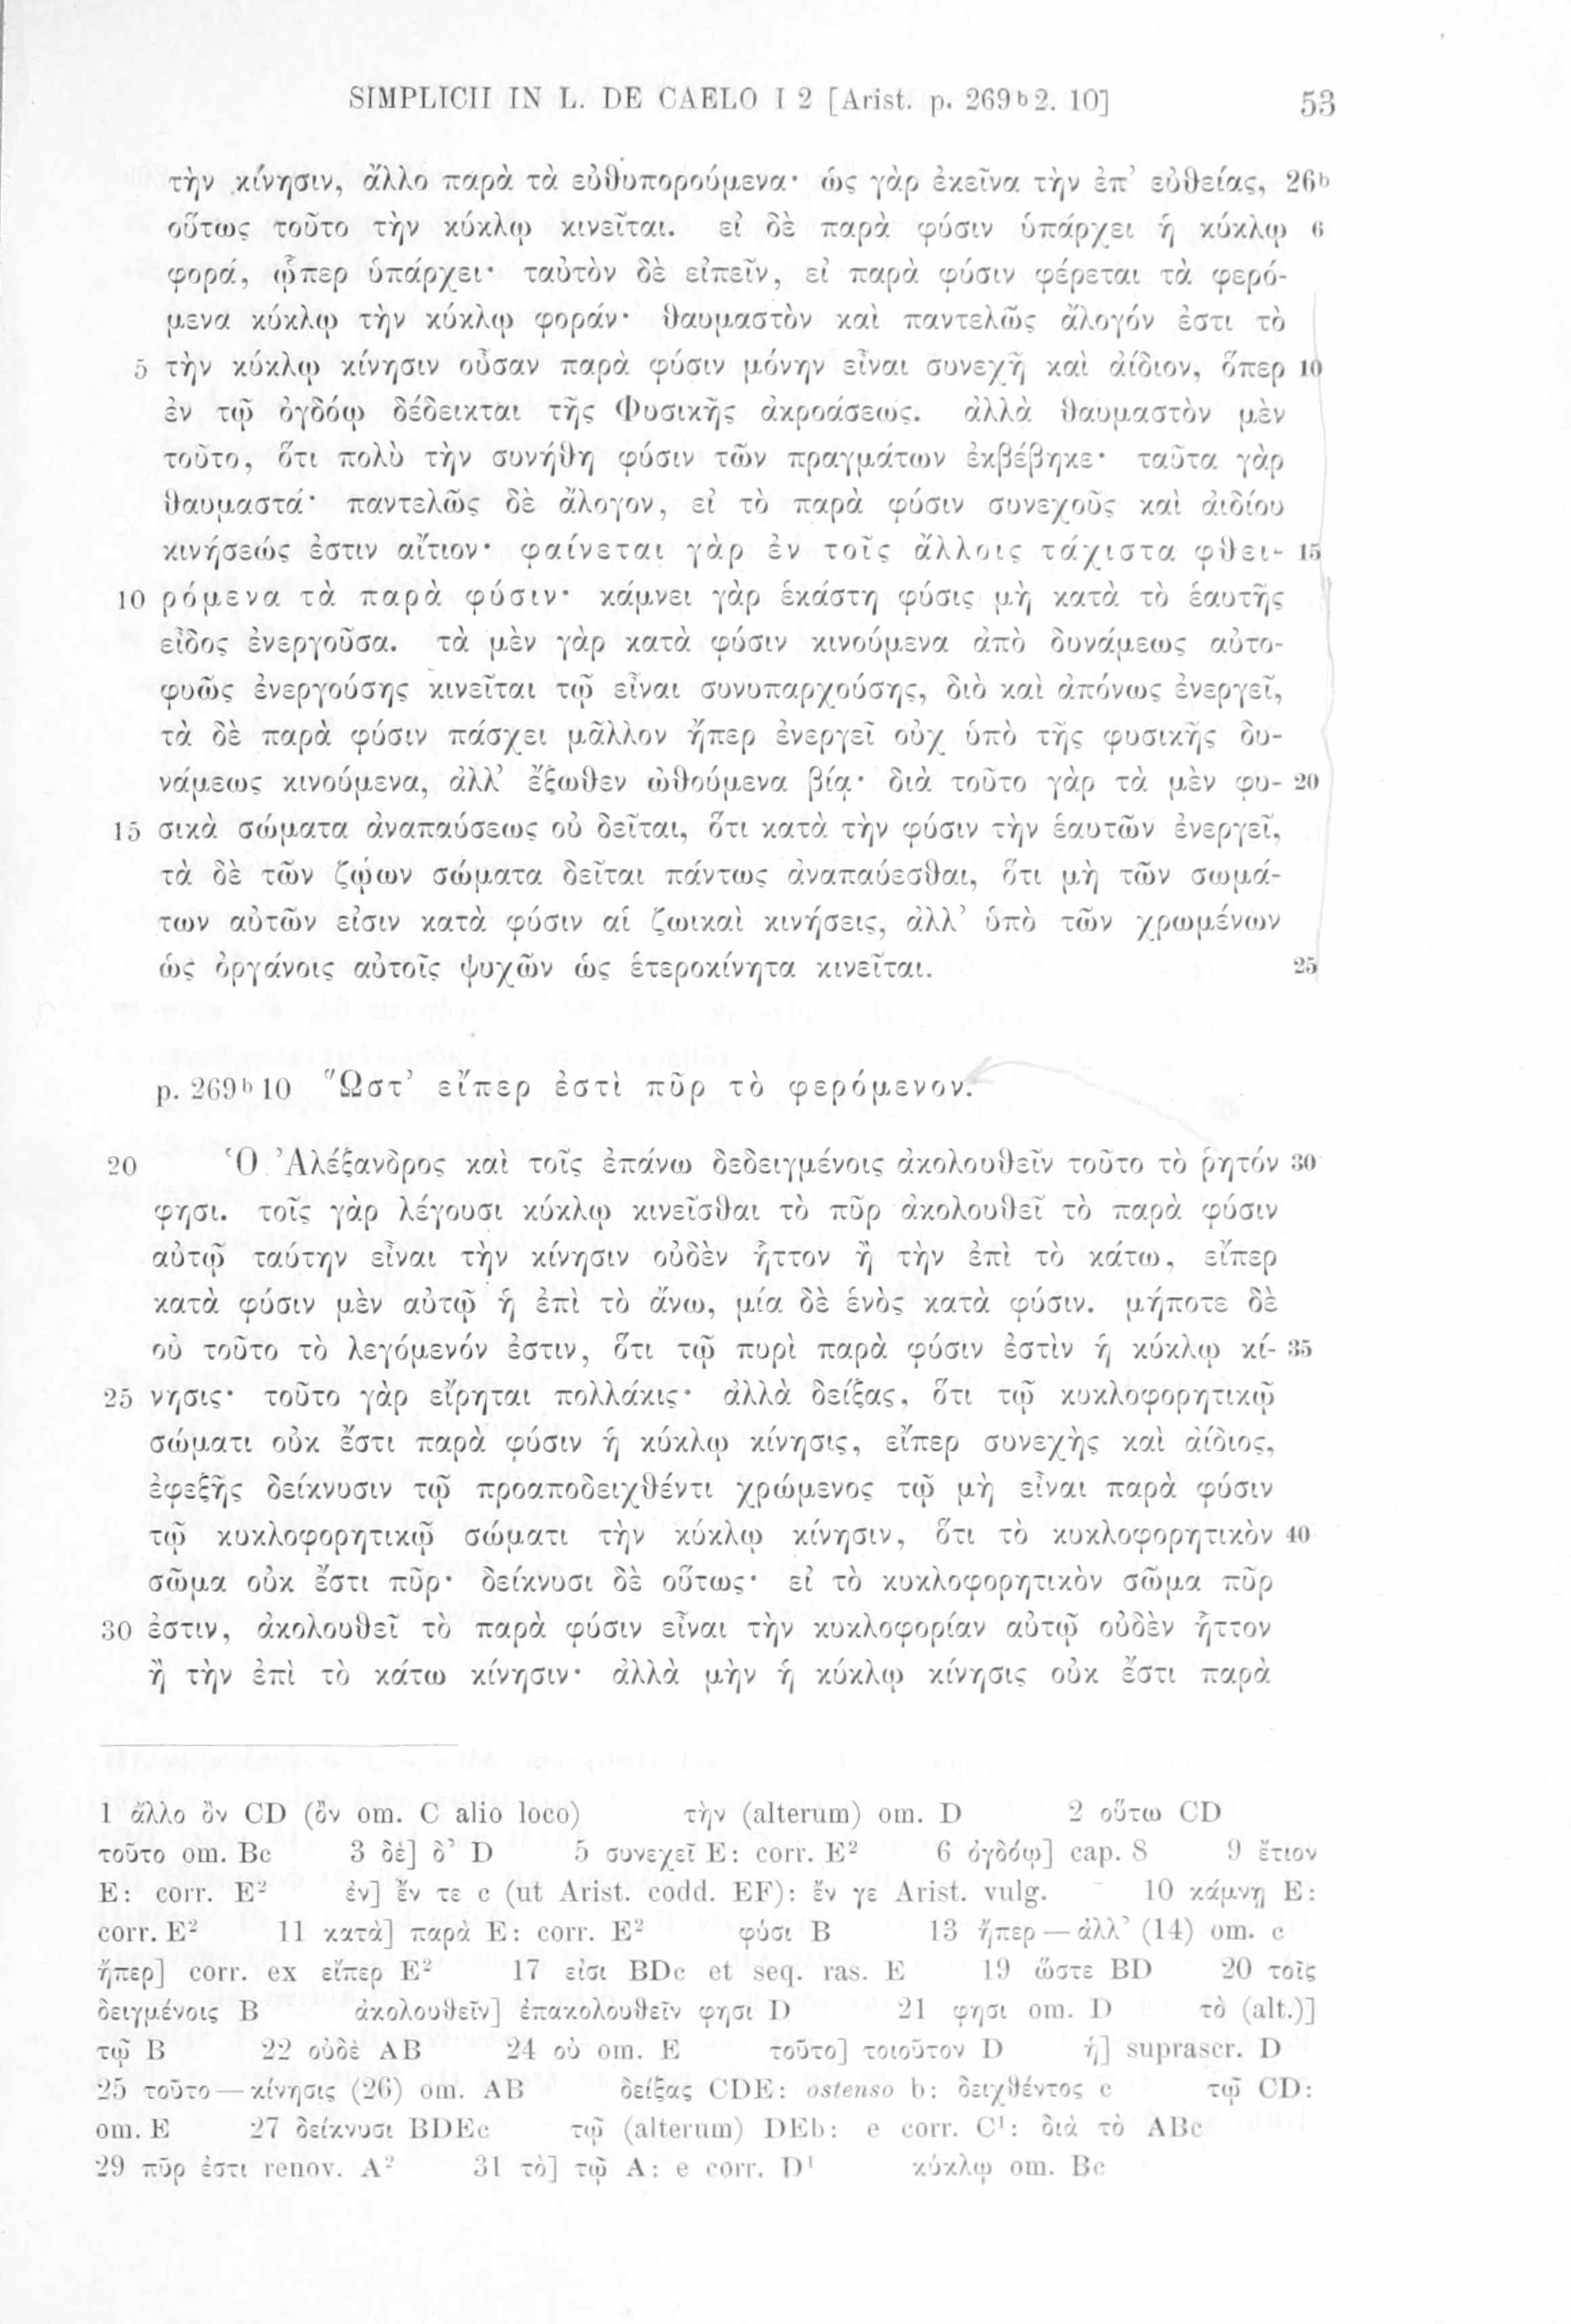 SIMPLICII IN L. DE CAELO I 2 [Arist. p. 269ᵇ2. 10] 53
τὴν κίνησιν, ἄλλο παρὰ τὰ εὐθυπορούμενα· ὡς γὰρ ἐκεῖνα τὴν ἐπ’ εὐθείας, 26ᵇ
οὕτως τοῦτο τὴν κύκλῳ κινεῖται. εἰ δὲ παρὰ φύσιν ὑπάρχει ἡ κύκλῳ 6
φορά, ᾧπερ ὑπάρχει· ταὐτὸν δὲ εἰπεῖν, εἰ παρὰ φύσιν φέρεται τὰ φερό-
μενα κύκλῳ τὴν κύκλῳ φοράν· θαυμαστὸν καὶ παντελῶς ἄλογόν ἐστι τὸ
5 τὴν κύκλῳ κίνησιν οὖσαν παρὰ φύσιν μόνην εἶναι συνεχῆ καὶ ἀίδιον, ὅπερ 10
ἐν τῷ ὀγδόῳ δέδεικται τῆς Φυσικῆς ἀκροάσεως. ἀλλὰ θαυμαστὸν μὲν
τοῦτο, ὅτι πολὺ τὴν συνήθη φύσιν τῶν πραγμάτων ἐκβέβηκε· ταῦτα γὰρ
θαυμαστά· παντελῶς δὲ ἄλογον, εἰ τὸ παρὰ φύσιν συνεχοῦς καὶ ἀιδίου
κινήσεώς ἐστιν αἴτιον· φαίνεται γὰρ ἐν τοῖς ἄλλοις τάχιστα φθει- 15
10 ρόμενα τὰ παρὰ φύσιν· κάμνει γὰρ ἑκάστη φύσις μὴ κατὰ τὸ ἑαυτῆς
εἶδος ἐνεργοῦσα. τὰ μὲν γὰρ κατὰ φύσιν κινούμενα ἀπὸ δυνάμεως αὐτο-
φυῶς ἐνεργούσης κινεῖται τῷ εἶναι συνυπαρχούσης, διὸ καὶ ἀπόνως ἐνεργεῖ,
τὰ δὲ παρὰ φύσιν πάσχει μᾶλλον ἤπερ ἐνεργεῖ οὐχ ὑπὸ τῆς φυσικῆς δυ-
νάμεως κινούμενα, ἀλλ’ ἔξωθεν ὠθούμενα βίᾳ· διὰ τοῦτο γὰρ τὰ μὲν φυ- 20
15 σικὰ σώματα ἀναπαύσεως οὐ δεῖται, ὅτι κατὰ τὴν φύσιν τὴν ἑαυτῶν ἐνεργεῖ,
τὰ δὲ τῶν ζῴων σώματα δεῖται πάντως ἀναπαύεσθαι, ὅτι μὴ τῶν σωμά-
των αὐτῶν εἰσιν κατὰ φύσιν αἱ ζωικαὶ κινήσεις, ἀλλ’ ὑπὸ τῶν χρωμένων
ὡς ὀργάνοις αὐτοῖς ψυχῶν ὡς ἑτεροκίνητα κινεῖται. 25
p. 269ᵇ10 Ὥστ’ εἴπερ ἐστὶ πῦρ τὸ φερόμενον.
20 Ὁ Ἀλέξανδρος καὶ τοῖς ἐπάνω δεδειγμένοις ἀκολουθεῖν τοῦτο τὸ ῥητόν 30
φησι. τοῖς γὰρ λέγουσι κύκλῳ κινεῖσθαι τὸ πῦρ ἀκολουθεῖ τὸ παρὰ φύσιν
αὐτῷ ταύτην εἶναι τὴν κίνησιν οὐδὲν ἧττον ἢ τὴν ἐπὶ τὸ κάτω, εἴπερ
κατὰ φύσιν μὲν αὐτῷ ἡ ἐπὶ τὸ ἄνω, μία δὲ ἑνὸς κατὰ φύσιν. μήποτε δὲ
οὐ τοῦτο τὸ λεγόμενόν ἐστιν, ὅτι τῷ πυρὶ παρὰ φύσιν ἐστὶν ἡ κύκλῳ κί- 35
25 νησις· τοῦτο γὰρ εἴρηται πολλάκις· ἀλλὰ δείξας, ὅτι τῷ κυκλοφορητικῷ
σώματι οὐκ ἔστι παρὰ φύσιν ἡ κύκλῳ κίνησις, εἴπερ συνεχὴς καὶ ἀίδιος,
ἐφεξῆς δείκνυσιν τῷ προαποδειχθέντι χρώμενος τῷ μὴ εἶναι παρὰ φύσιν
τῷ κυκλοφορητικῷ σώματι τὴν κύκλῳ κίνησιν, ὅτι τὸ κυκλοφορητικὸν 40
σῶμα οὐκ ἔστι πῦρ· δείκνυσι δὲ οὕτως· εἰ τὸ κυκλοφορητικὸν σῶμα πῦρ
30 ἐστιν, ἀκολουθεῖ τὸ παρὰ φύσιν εἶναι τὴν κυκλοφορίαν αὐτῷ οὐδὲν ἧττον
ἢ τὴν ἐπὶ τὸ κάτω κίνησιν· ἀλλὰ μὴν ἡ κύκλῳ κίνησις οὐκ ἔστι παρὰ
1 ἄλλο ὂν CD (ὂν om. C alio loco) τὴν (alterum) om. D 2 οὕτω CD
τοῦτο om. Bc 3 δὲ] δ’ D 5 συνεχεῖ E: corr. E² 6 ὀγδόῳ] cap. 8 9 ἔτιον
E: corr. E² ἐν] ἔν τε c (ut Arist. codd. EF): ἔν γε Arist. vulg. 10 κάμνῃ E:
corr. E² 11 κατὰ] παρὰ E: corr. E² φύσι B 13 ἤπερ — ἀλλ’ (14) om. c
ἤπερ] corr. ex εἴπερ E² 17 εἰσι BDc et seq. ras. E 19 ὥστε BD 20 τοῖς
δειγμένοις B ἀκολουθεῖν] ἐπακολουθεῖν φησι D 21 φησι om. D τὸ (alt.)]
τῷ B 22 οὐδὲ AB 24 οὐ om. E τοῦτο] τοιοῦτον D ἡ] suprascr. D
25 τοῦτο — κίνησις (26) om. AB δείξας CDE: ostenso b: δειχθέντος c τῷ CD:
om. E 27 δείκνυσι BDEc τῷ (alterum) DEb: e corr. C¹: διὰ τὸ ABc
29 πῦρ ἐστι renov. A² 31 τὸ] τῷ A: e corr. D¹ κύκλῳ om. Bc